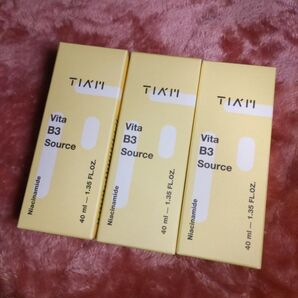 TIA'M
Vita
B3
Source
Niacinamide
40 ml — 1.35 FL.OZ.
TIA'M
Vita
B3
Source
Niacinamide
40 ml — 1.35 FL.OZ.
TIA'M
Vita
B3
Source
Niacinamide
40 ml — 1.35 FL.OZ.